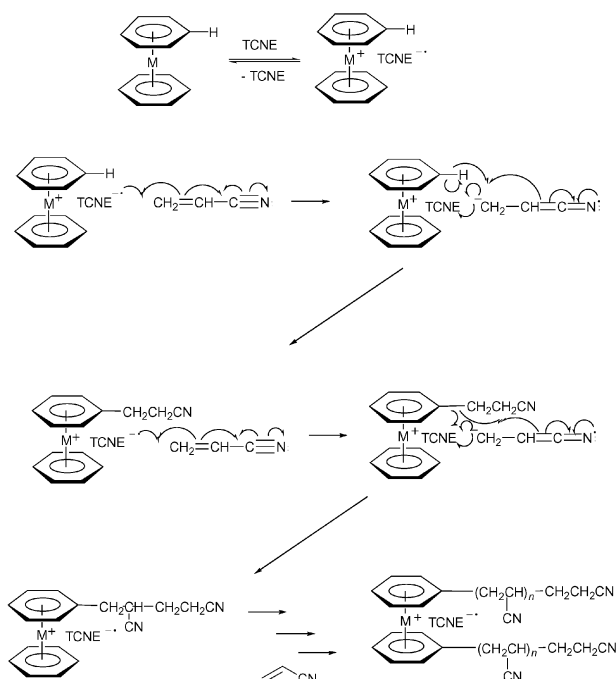 H H
TCNE
M M⁺ TCNE⁻•
- TCNE
H H
M⁺ TCNE⁻• CH₂=CH—C≡N: M⁺ TCNE CH₂—CH=C=N:
CH₂CH₂CN CH₂CH₂CN
M⁺ TCNE⁻ CH₂=CH—C≡N: M⁺ TCNE CH₂—CH=C=N:
CH₂CH—CH₂CH₂CN (CH₂CH)n—CH₂CH₂CN
CN CN
M⁺ TCNE⁻• M⁺ TCNE⁻•
(CH₂CH)n—CH₂CH₂CN
CN CN